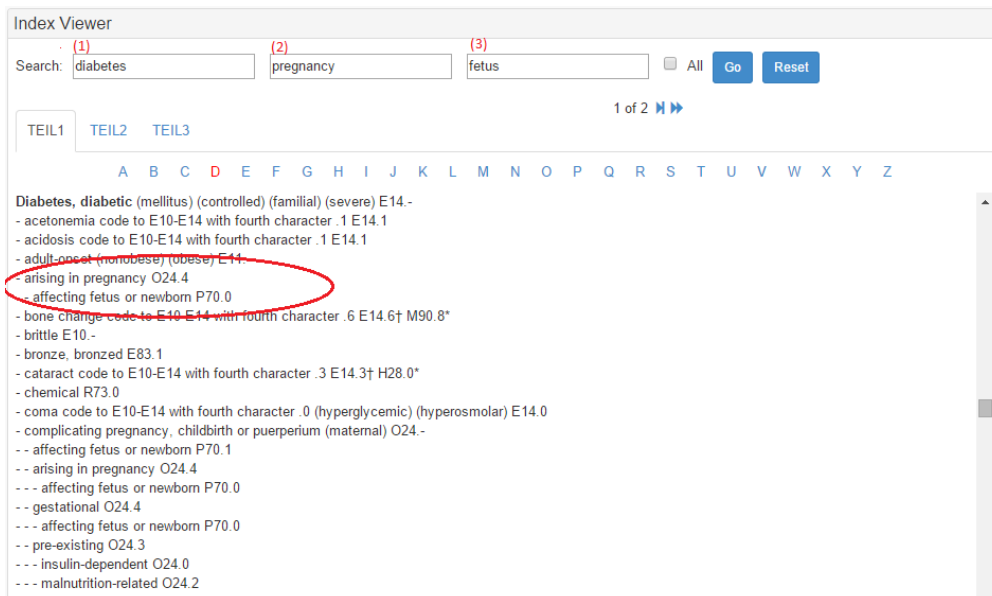 Index Viewer
(1) (2) (3)
Search: diabetes pregnancy fetus All Go Reset
1 of 2
TEIL1 TEIL2 TEIL3
A B C D E F G H I J K L M N O P Q R S T U V W X Y Z
Diabetes, diabetic (mellitus) (controlled) (familial) (severe) E14.-
- acetonemia code to E10-E14 with fourth character .1 E14.1
- acidosis code to E10-E14 with fourth character .1 E14.1
- adult-onset (nonobese) (obese) E11.-
- arising in pregnancy O24.4
- - affecting fetus or newborn P70.0
- bone change code to E10-E14 with fourth character .6 E14.6† M90.8*
- brittle E10.-
- bronze, bronzed E83.1
- cataract code to E10-E14 with fourth character .3 E14.3† H28.0*
- chemical R73.0
- coma code to E10-E14 with fourth character .0 (hyperglycemic) (hyperosmolar) E14.0
- complicating pregnancy, childbirth or puerperium (maternal) O24.-
- - affecting fetus or newborn P70.1
- - arising in pregnancy O24.4
- - - affecting fetus or newborn P70.0
- - gestational O24.4
- - - affecting fetus or newborn P70.0
- - pre-existing O24.3
- - - insulin-dependent O24.0
- - - malnutrition-related O24.2